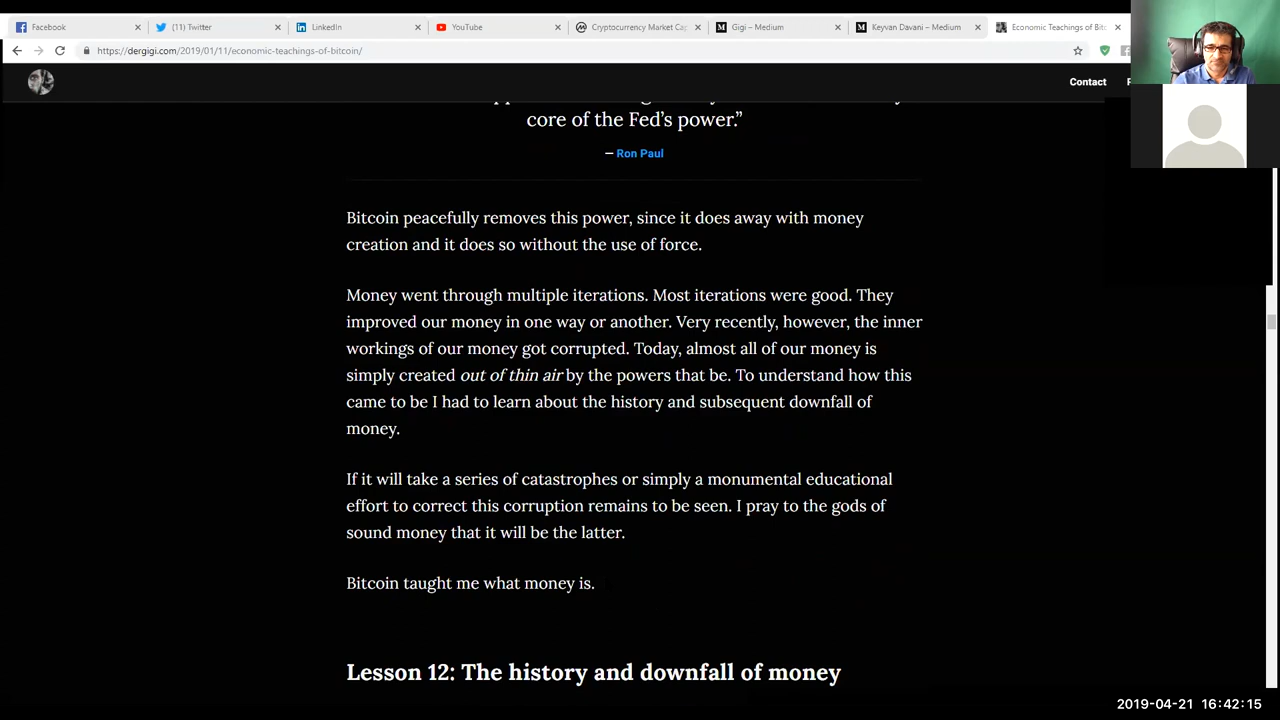 Facebook
(11) Twitter
LinkedIn
YouTube
Cryptocurrency Market Cap
Gigi – Medium
Keyvan Davani – Medium
Economic Teachings of Bitc
https://dergigi.com/2019/01/11/economic-teachings-of-bitcoin/
Contact
core of the Fed's power.”
— Ron Paul
Bitcoin peacefully removes this power, since it does away with money
creation and it does so without the use of force.
Money went through multiple iterations. Most iterations were good. They
improved our money in one way or another. Very recently, however, the inner
workings of our money got corrupted. Today, almost all of our money is
simply created out of thin air by the powers that be. To understand how this
came to be I had to learn about the history and subsequent downfall of
money.
If it will take a series of catastrophes or simply a monumental educational
effort to correct this corruption remains to be seen. I pray to the gods of
sound money that it will be the latter.
Bitcoin taught me what money is.
Lesson 12: The history and downfall of money
2019-04-21 16:42:15